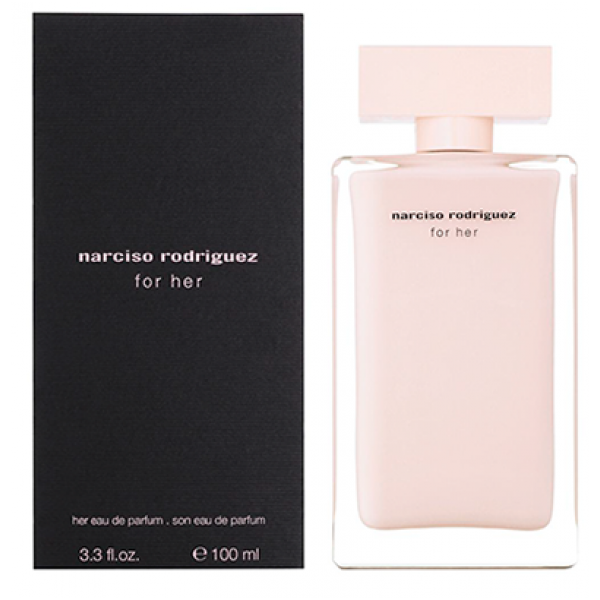 narciso rodriguez
for her
her eau de parfum . son eau de parfum
3.3 fl.oz. ℮ 100 ml
narciso rodriguez
for her